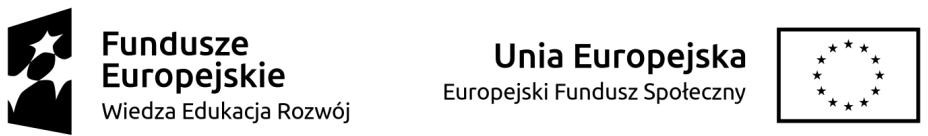 Fundusze
Europejskie
Wiedza Edukacja Rozwój
Unia Europejska
Europejski Fundusz Społeczny